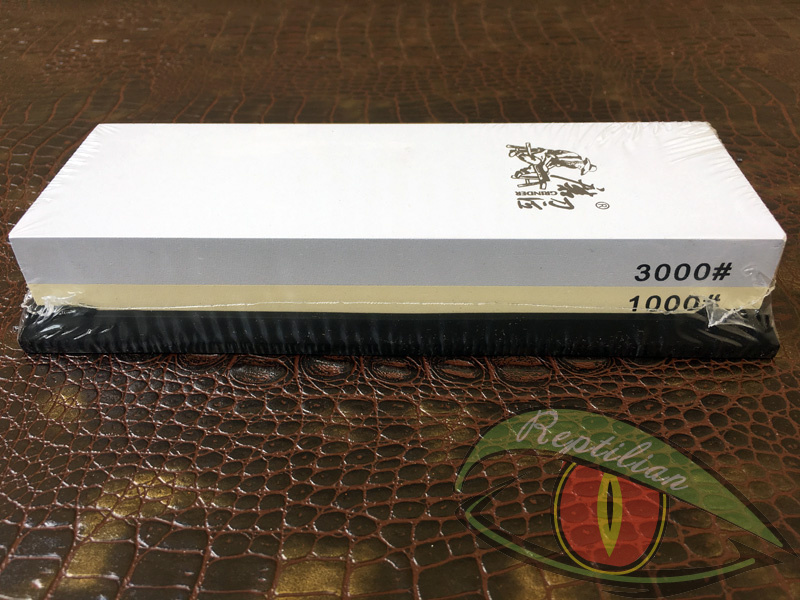 GRINDER
®
3000#
1000#
Reptilian